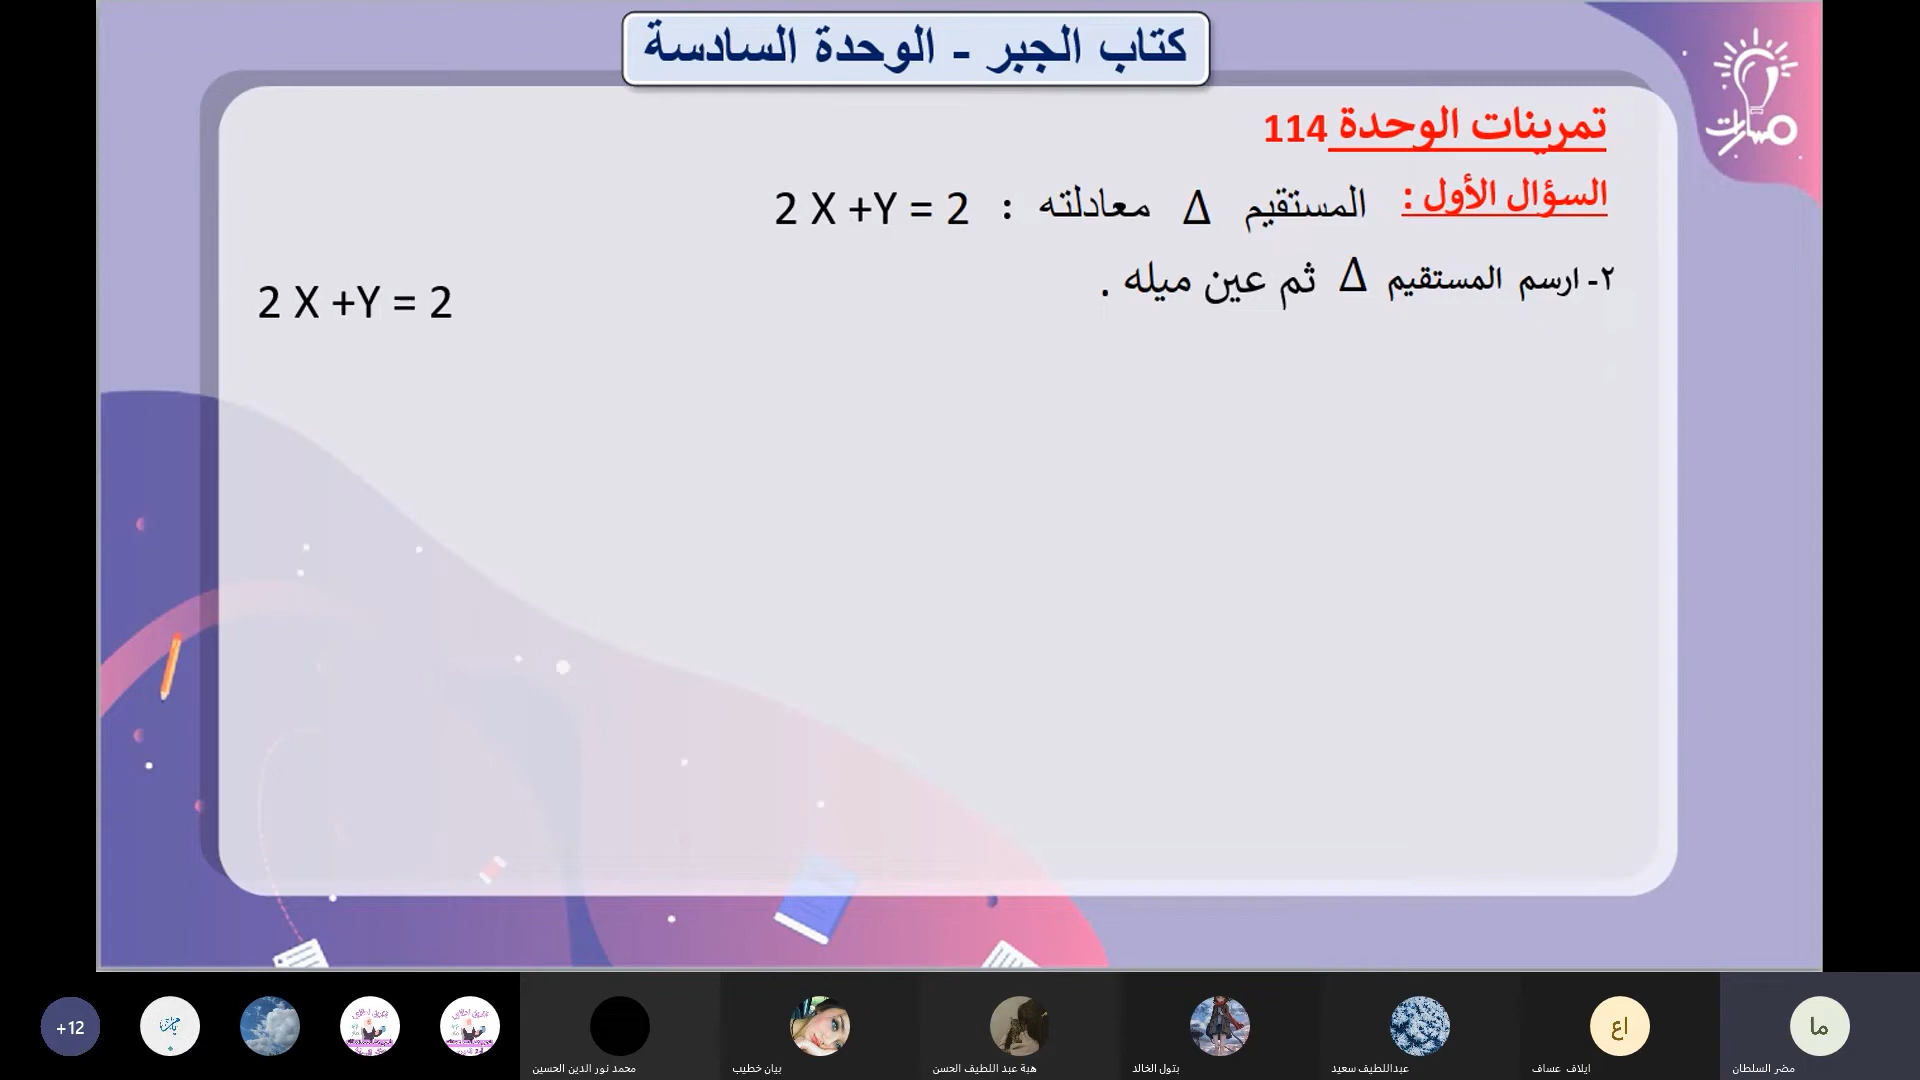 كتاب الجبر - الوحدة السادسة
مسارات
تمرينات الوحدة 114
السؤال الأول : المستقيم Δ معادلته : 2 X +Y = 2
٢- ارسم المستقيم Δ ثم عين ميله .
2 X +Y = 2
+12
اع
ما
محمد نور الدين الحسين
بيان خطيب
هبة عبد اللطيف الحسن
بتول الخالد
عبداللطيف سعيد
ايلاف عساف
مضر السلطان